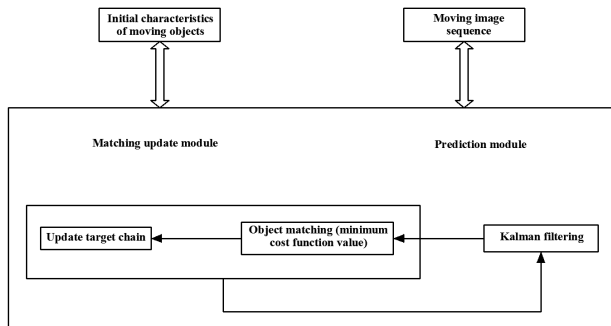 Initial characteristics
of moving objects
Moving image
sequence
Matching update module
Prediction module
Update target chain
Object matching (minimum
cost function value)
Kalman filtering